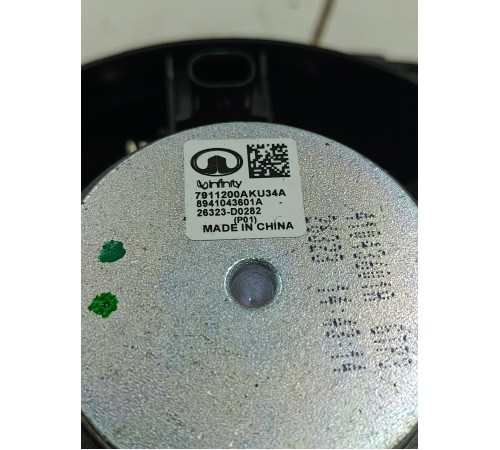 Infinity
7911200AKU34A
8941043601A
26323-D0282
(P01)
MADE IN CHINA